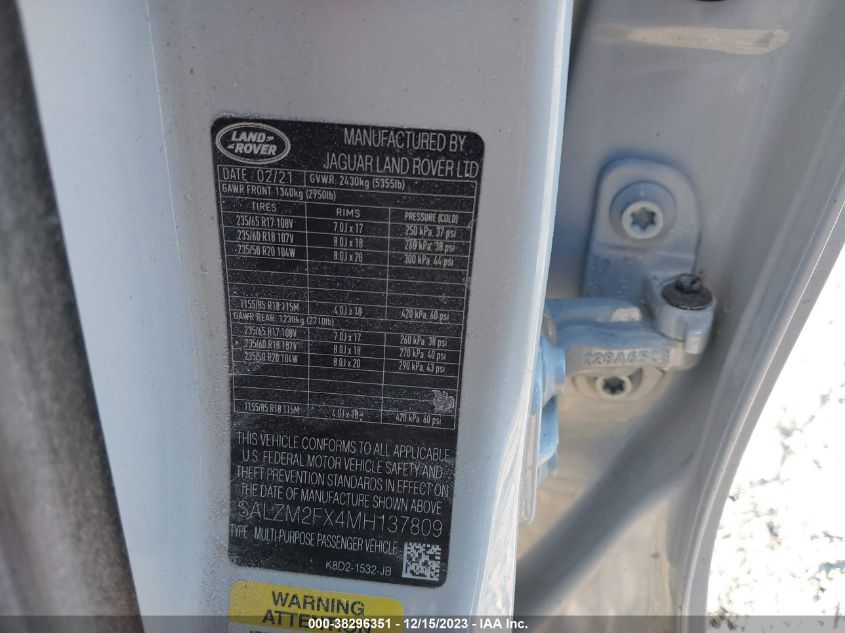 LAND ROVER
MANUFACTURED BY
JAGUAR LAND ROVER LTD
DATE 02/21 GVWR: 2430kg (5355lb)
GAWR FRONT: 1340kg (2950lb)
TIRES RIMS PRESSURE (COLD)
235/65 R17 108V 7.0J x 17 250 kPa, 37 psi
235/60 R18 107V 8.0J x 18 260 kPa, 38 psi
235/50 R20 104W 8.0J x 20 300 kPa, 44 psi
T155/85 R18 115M 4.0J x 18 420 kPa, 60 psi
GAWR REAR: 1230kg (2710lb)
235/65 R17 108V 7.0J x 17 260 kPa, 38 psi
235/60 R18 107V 8.0J x 18 270 kPa, 40 psi
235/50 R20 104W 8.0J x 20 290 kPa, 43 psi
T155/85 R18 115M 4.0J x 18 420 kPa, 60 psi
THIS VEHICLE CONFORMS TO ALL APPLICABLE
U.S. FEDERAL MOTOR VEHICLE SAFETY AND
THEFT PREVENTION STANDARDS IN EFFECT ON
THE DATE OF MANUFACTURE SHOWN ABOVE
SALZM2FX4MH137809
TYPE: MULTI-PURPOSE PASSENGER VEHICLE
K8D2-1532-JB
WARNING
ATTENTION
000-38296351 - 12/15/2023 - IAA Inc.